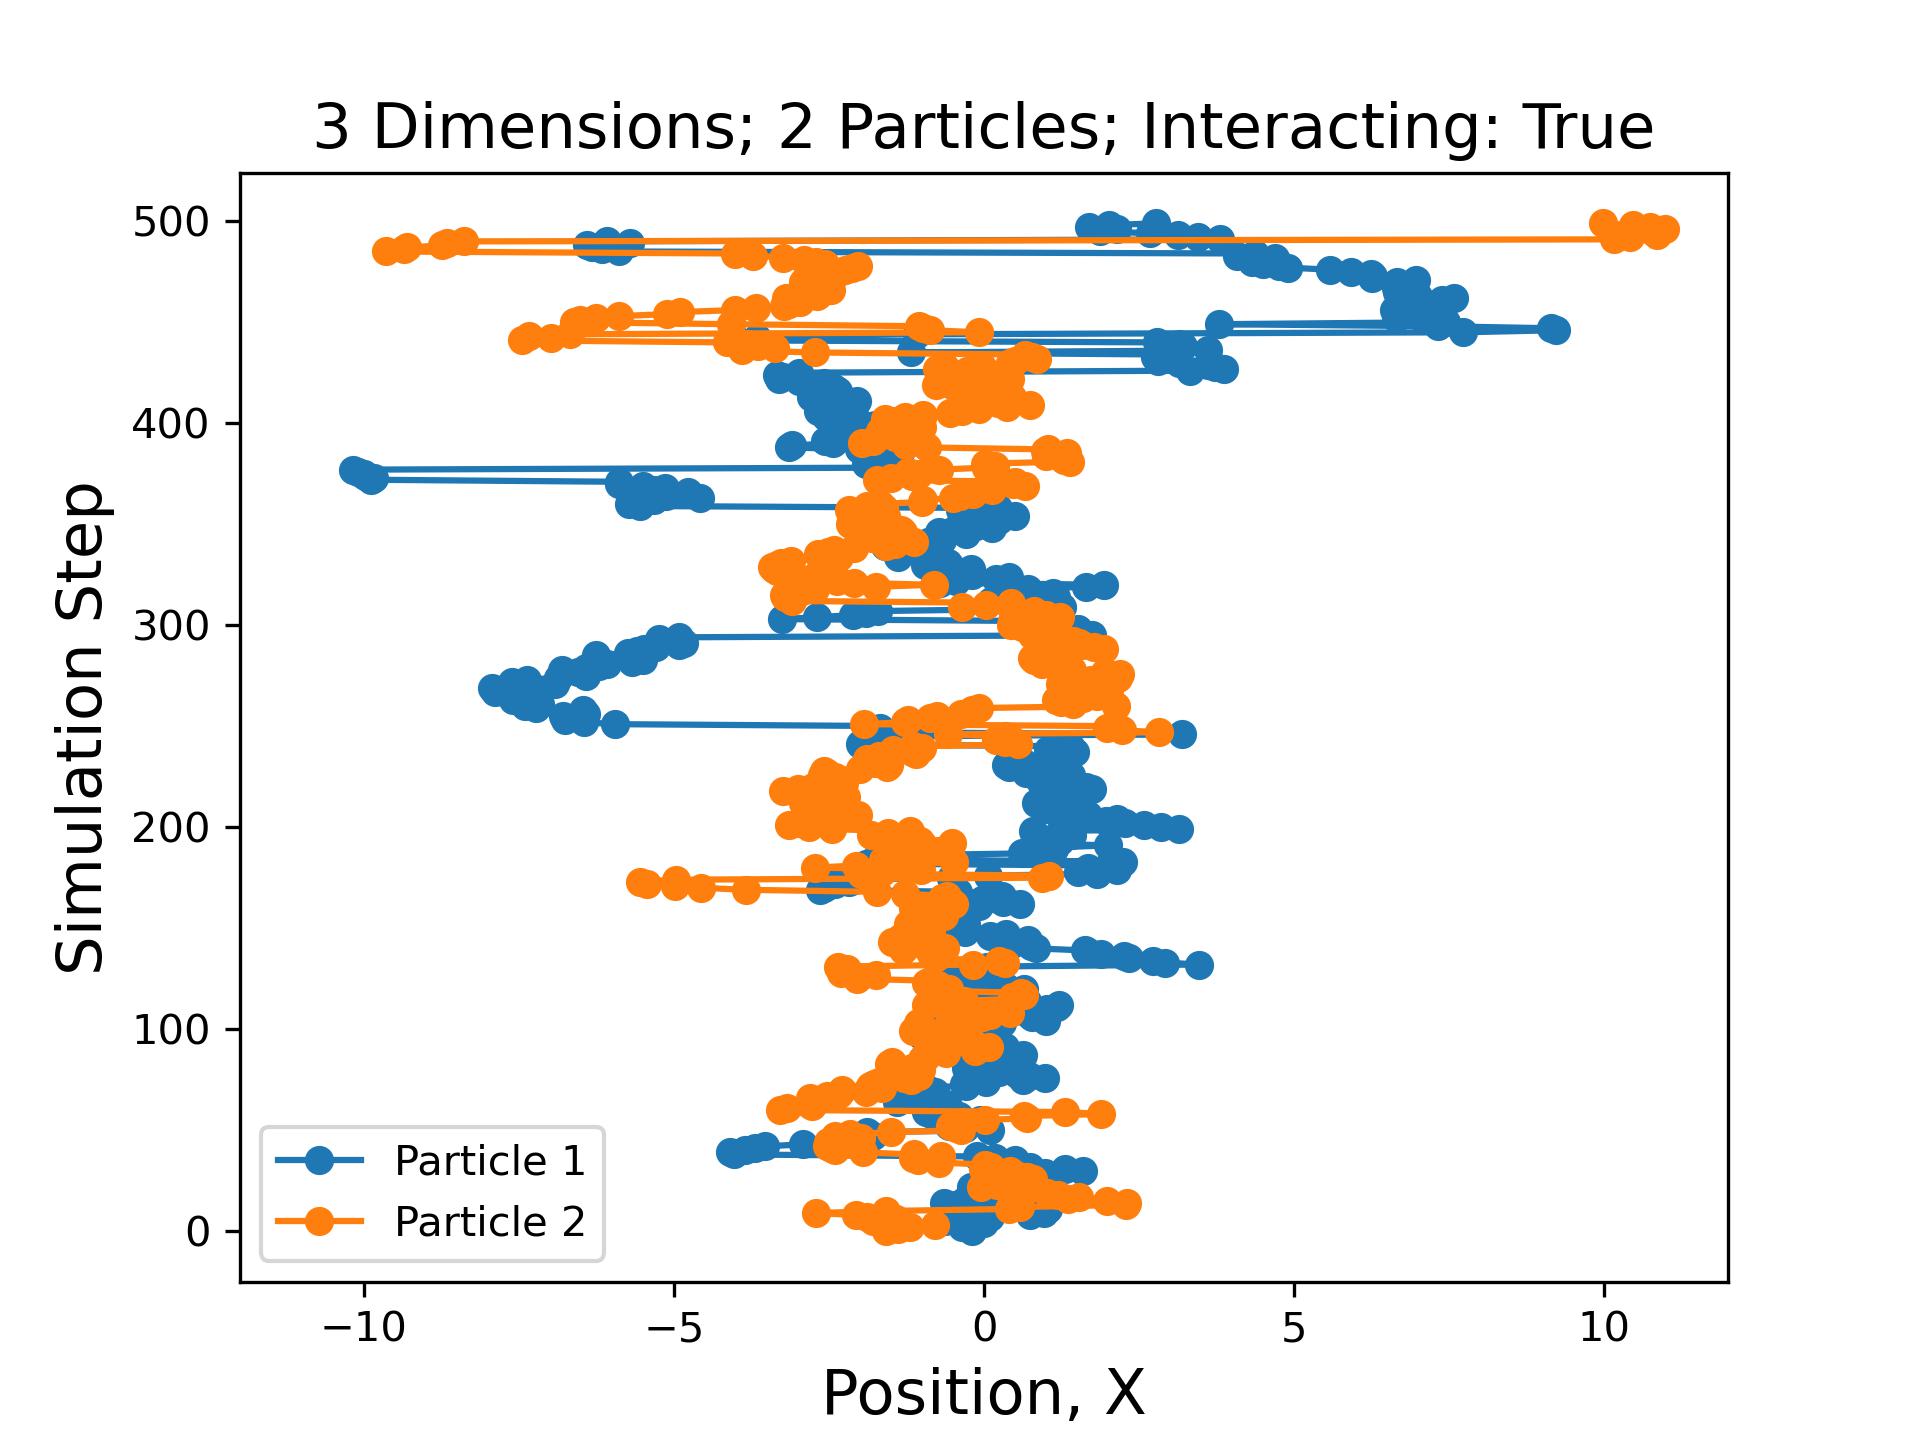 3 Dimensions; 2 Particles; Interacting: True
Simulation Step
500
400
300
200
100
0
Particle 1
Particle 2
−10
−5
0
5
10
Position, X